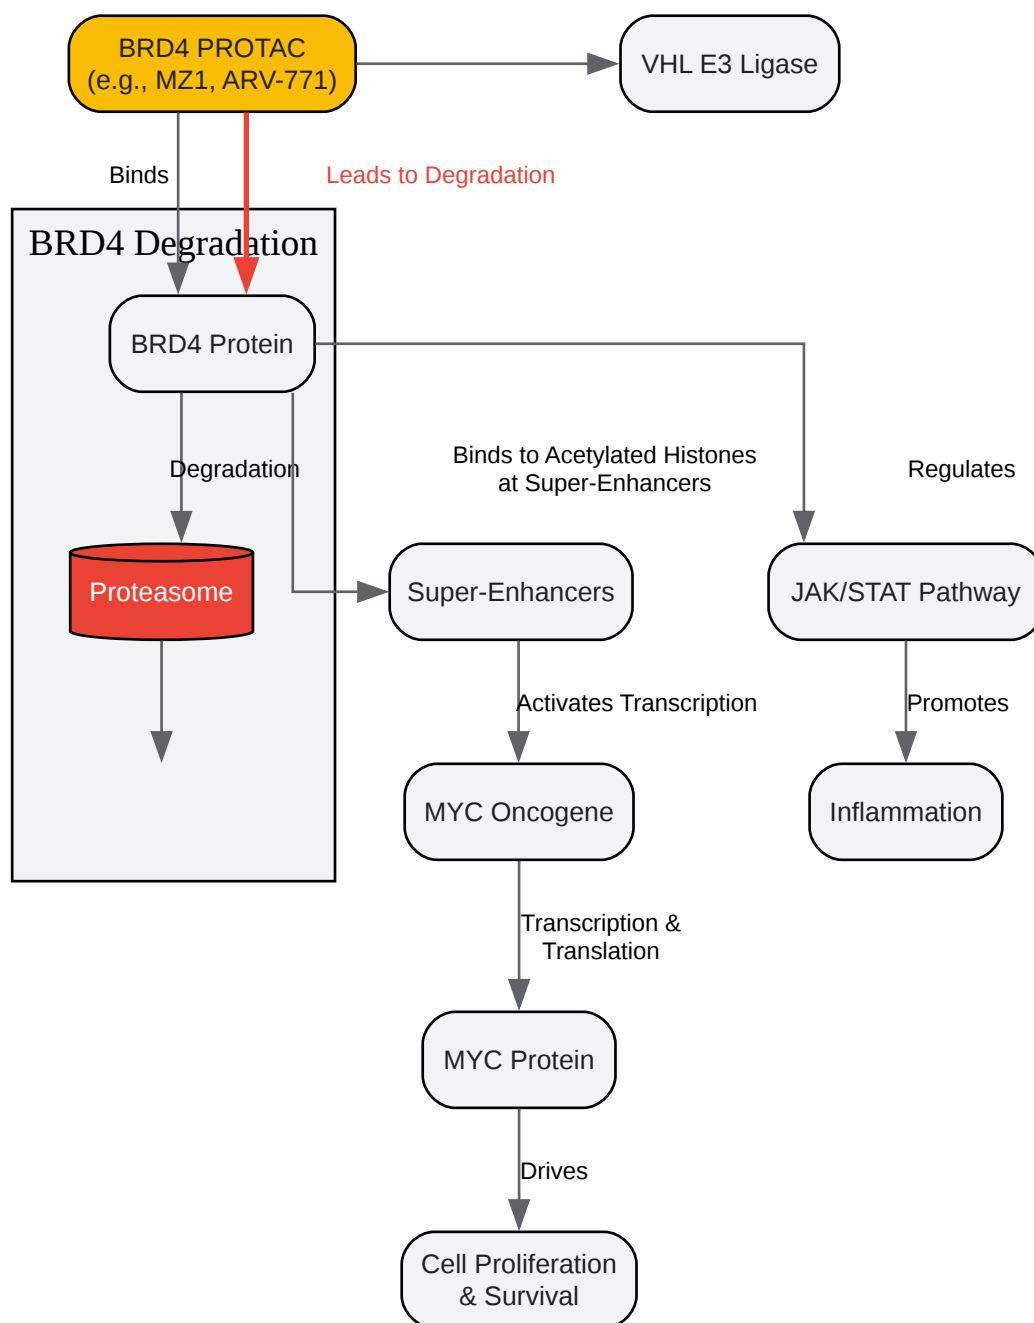 BRD4 PROTAC
(e.g., MZ1, ARV-771)
VHL E3 Ligase
Binds
Leads to Degradation
BRD4 Degradation
BRD4 Protein
Degradation
Binds to Acetylated Histones
at Super-Enhancers
Regulates
Proteasome
Super-Enhancers
JAK/STAT Pathway
Activates Transcription
Promotes
MYC Oncogene
Inflammation
Transcription &
Translation
MYC Protein
Drives
Cell Proliferation
& Survival